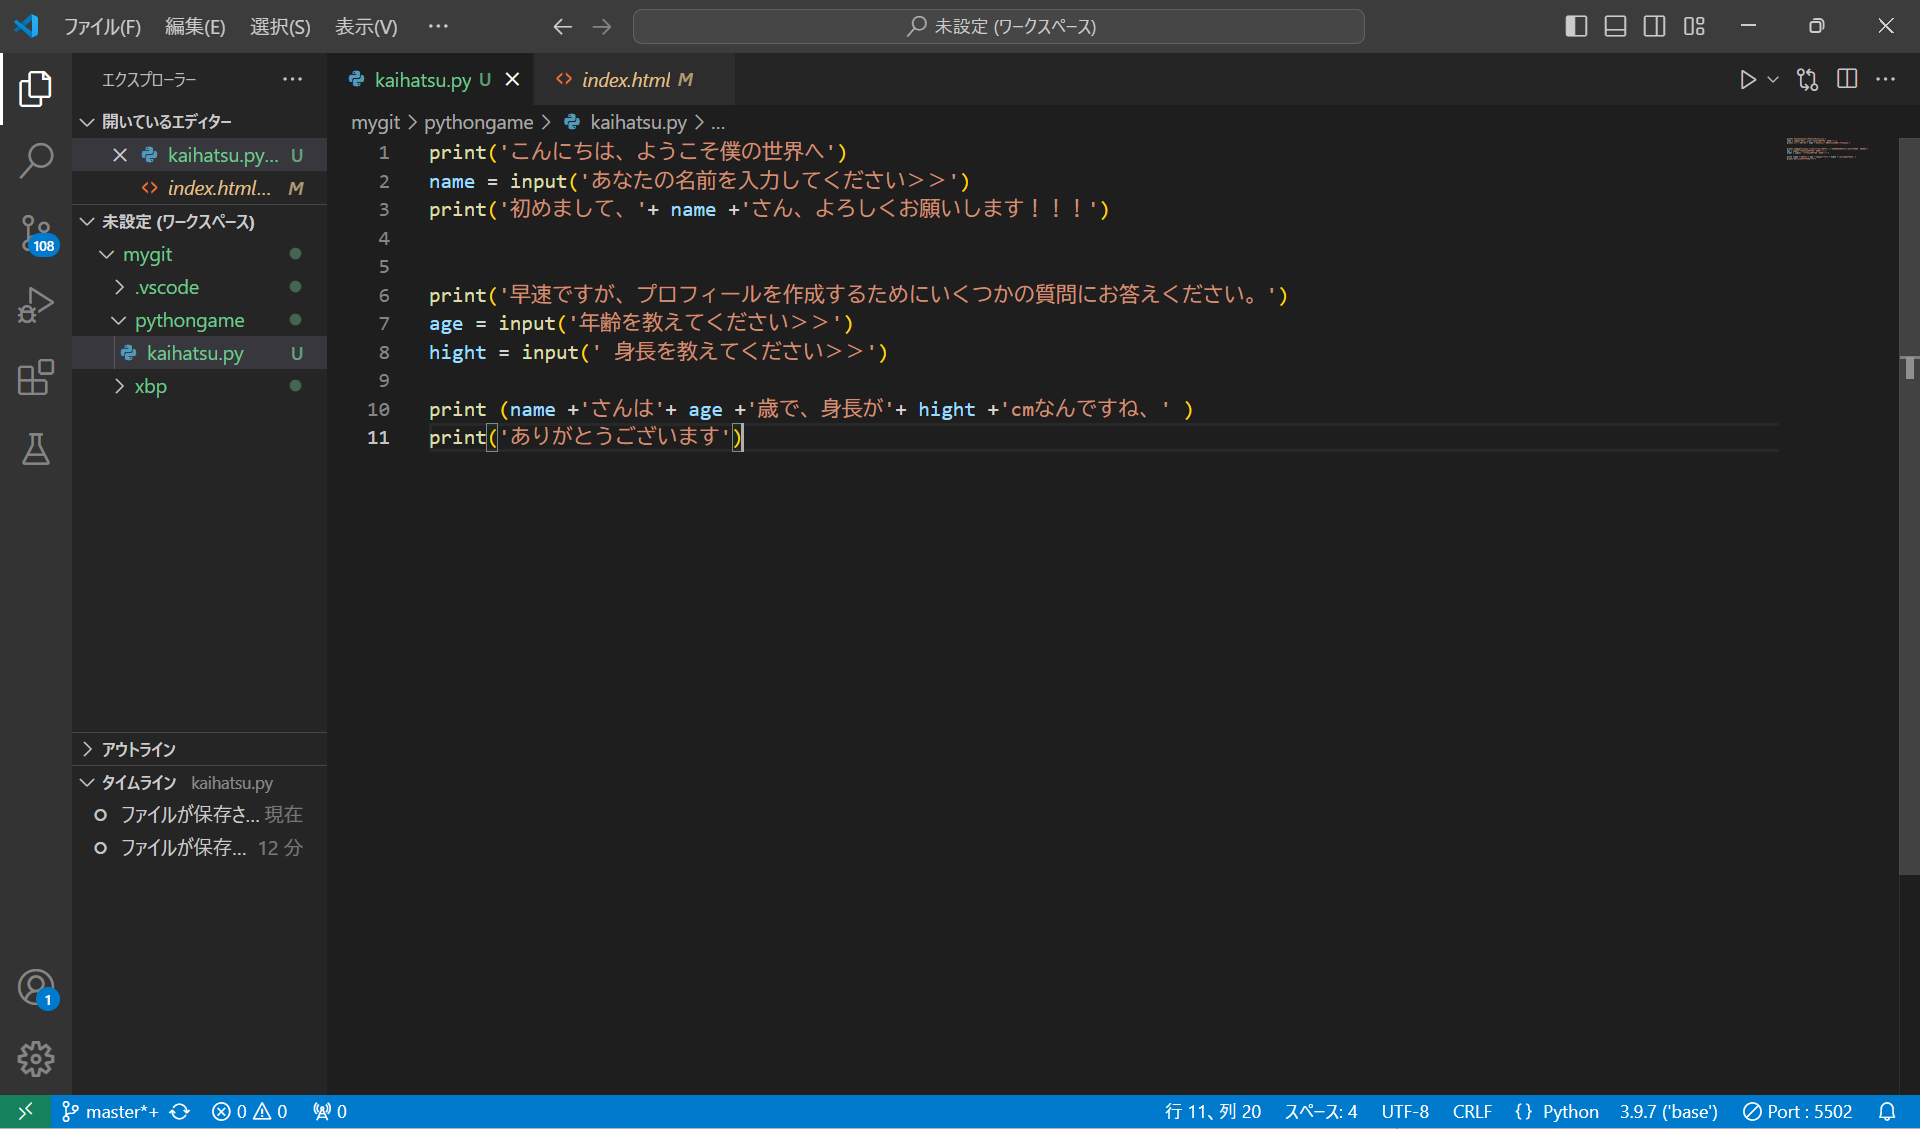 ファイル(F) 編集(E) 選択(S) 表示(V) ··· 未設定 (ワークスペース)
エクスプローラー ···
開いているエディター
kaihatsu.py... U
index.html... M
未設定 (ワークスペース)
mygit
.vscode
pythongame
kaihatsu.py U
xbp
108
アウトライン
タイムライン kaihatsu.py
ファイルが保存さ... 現在
ファイルが保存... 12 分
1
kaihatsu.py U index.html M
mygit > pythongame > kaihatsu.py > ...
1 print('こんにちは、ようこそ僕の世界へ')
2 name = input('あなたの名前を入力してください＞＞')
3 print('初めまして、'+ name +'さん、よろしくお願いします！！！')
4
5
6 print('早速ですが、プロフィールを作成するためにいくつかの質問にお答えください。')
7 age = input('年齢を教えてください＞＞')
8 hight = input(' 身長を教えてください＞＞')
9
10 print (name +'さんは'+ age +'歳で、身長が'+ hight +'cmなんですね、' )
11 print('ありがとうございます')
master*+ 0 0 0 行 11、列 20 スペース: 4 UTF-8 CRLF {} Python 3.9.7 ('base') Port : 5502